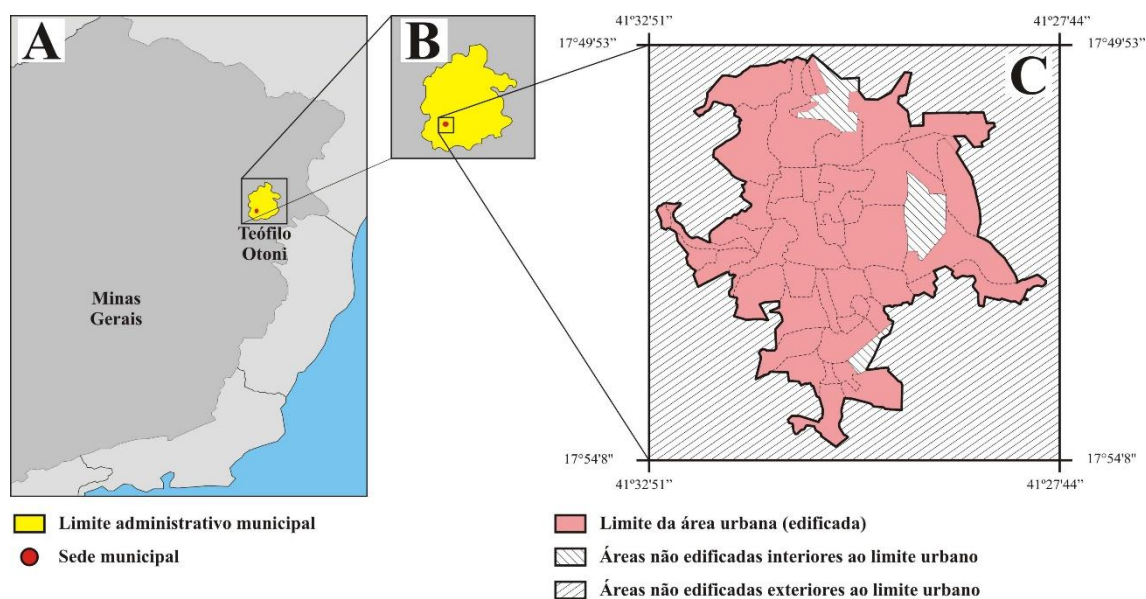 A
B
41°32'51”
41°27'44”
17°49'53”
17°49'53”
C
Teófilo
Otoni
Minas
Gerais
17°54'8”
17°54'8”
41°32'51”
41°27'44”
Limite administrativo municipal
Sede municipal
Limite da área urbana (edificada)
Áreas não edificadas interiores ao limite urbano
Áreas não edificadas exteriores ao limite urbano